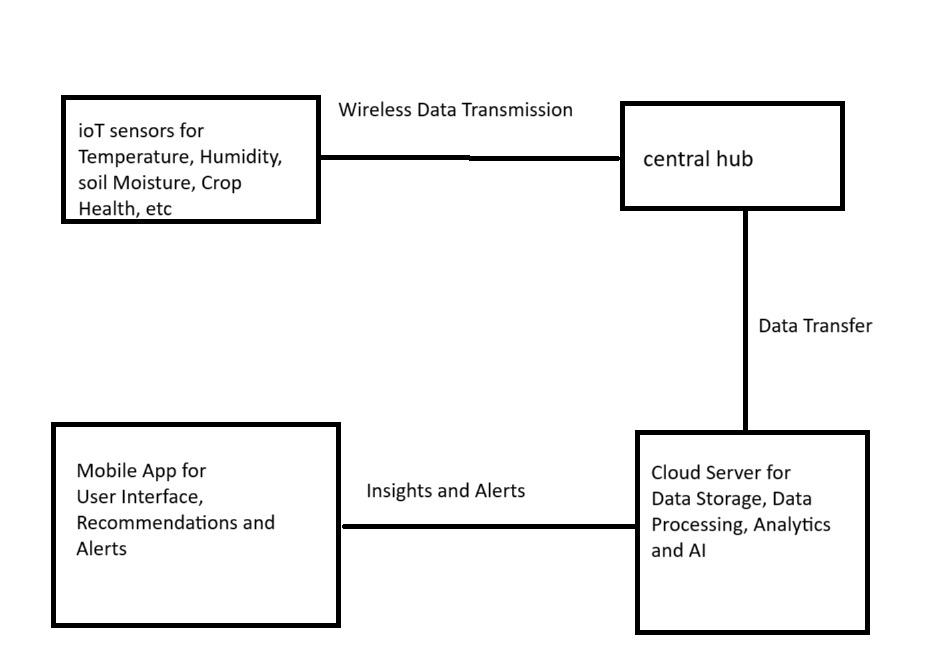 Wireless Data Transmission
ioT sensors for
Temperature, Humidity,
soil Moisture, Crop
Health, etc
central hub
Data Transfer
Mobile App for
User Interface,
Recommendations and
Alerts
Insights and Alerts
Cloud Server for
Data Storage, Data
Processing, Analytics
and AI